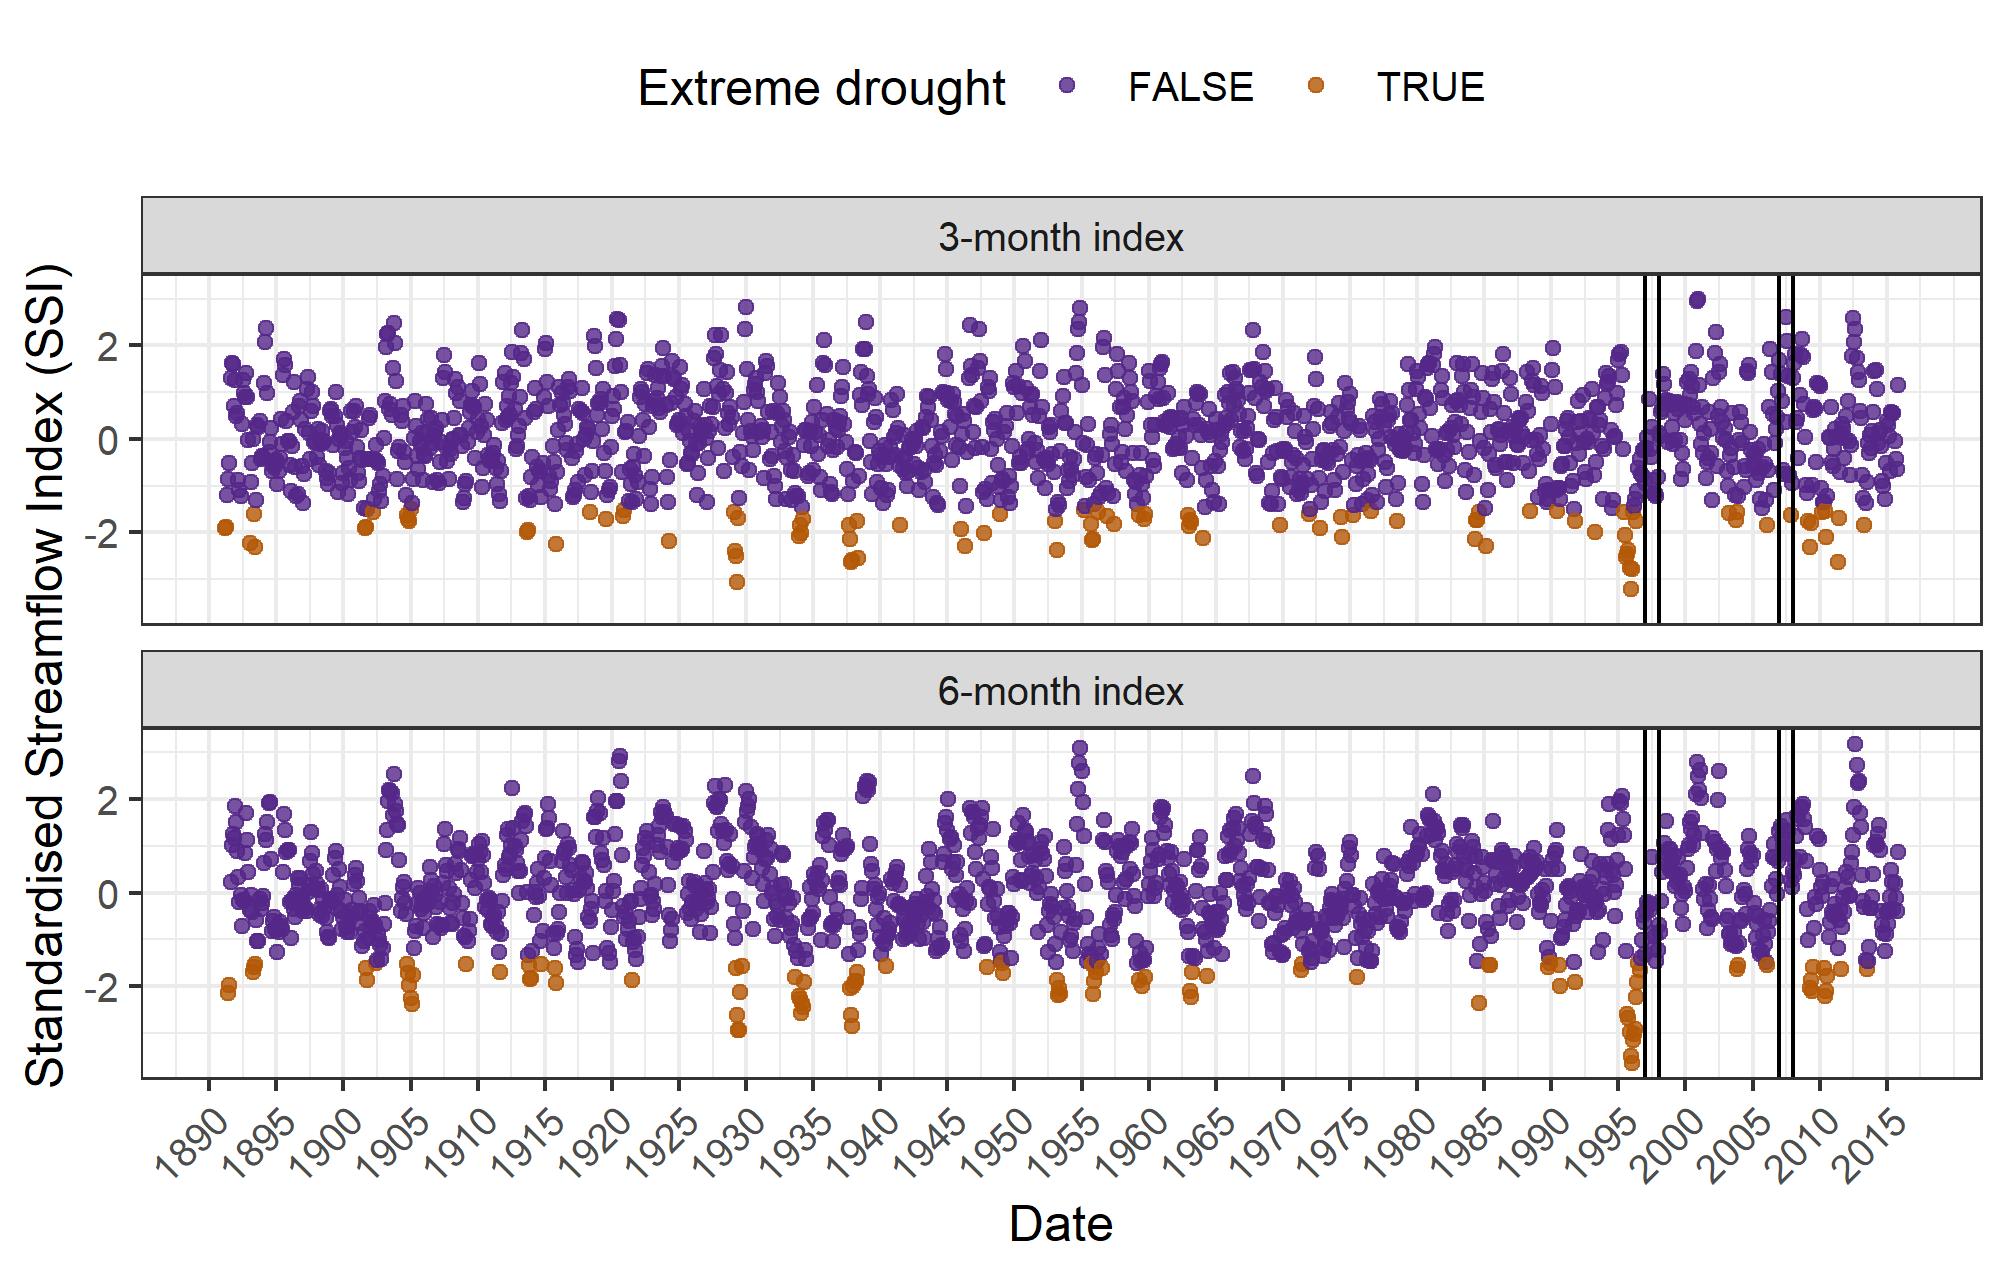 Extreme drought FALSE TRUE
3-month index
2
0
-2
6-month index
2
0
-2
Standardised Streamflow Index (SSI)
1890 1895 1900 1905 1910 1915 1920 1925 1930 1935 1940 1945 1950 1955 1960 1965 1970 1975 1980 1985 1990 1995 2000 2005 2010 2015
Date